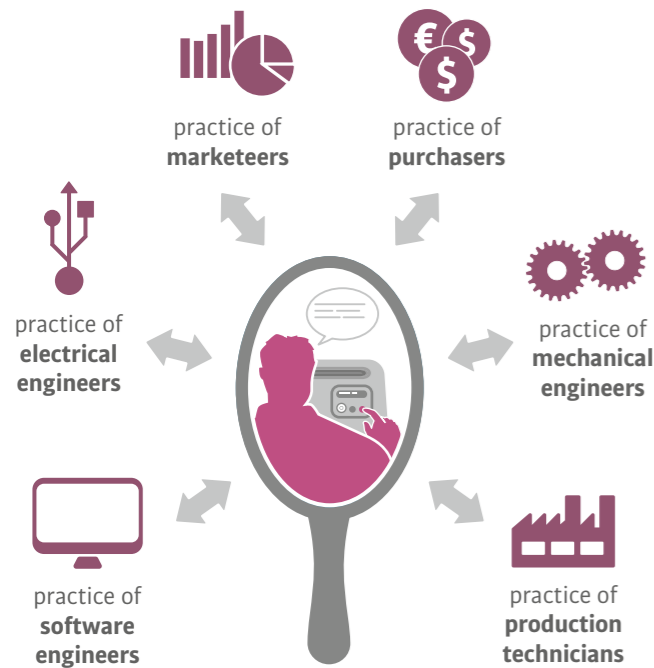 € $
$
practice of
marketeers
practice of
purchasers
practice of
electrical
engineers
practice of
mechanical
engineers
practice of
software
engineers
practice of
production
technicians